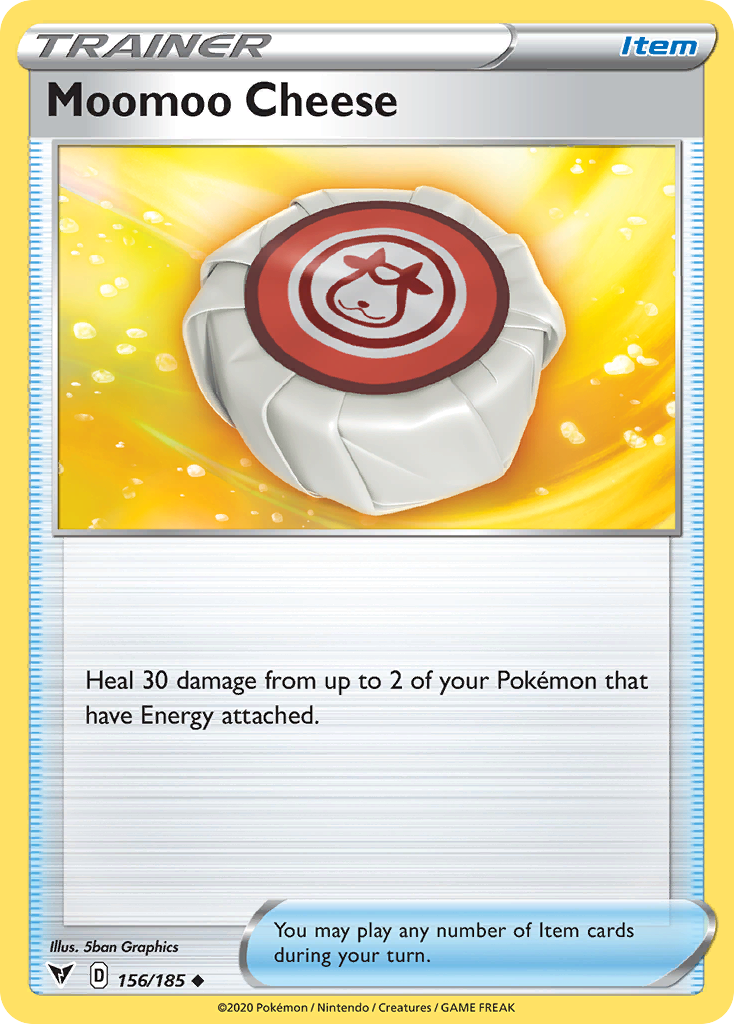 TRAINER
Item
Moomoo Cheese
Heal 30 damage from up to 2 of your Pokémon that
have Energy attached.
You may play any number of Item cards
during your turn.
Illus. 5ban Graphics
D
156/185 ◆
©2020 Pokémon / Nintendo / Creatures / GAME FREAK